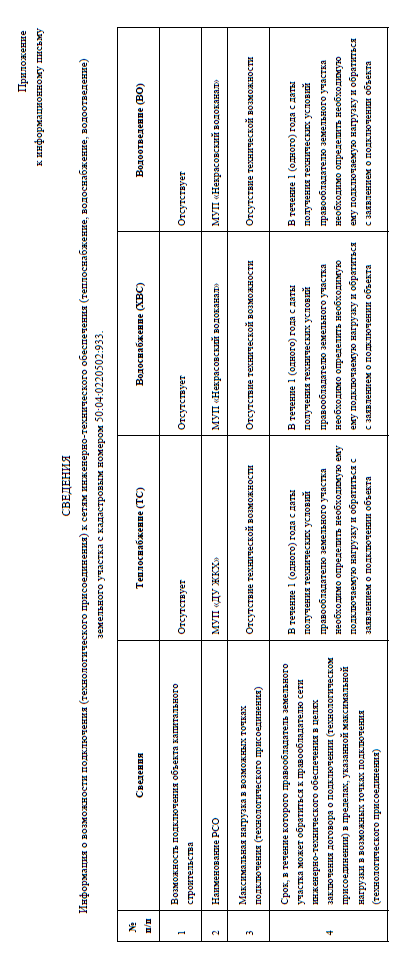 Приложение
к информационному письму
СВЕДЕНИЯ
Информация о возможности подключения (технологического присоединения) к сетям инженерно-технического обеспечения (теплоснабжение, водоснабжение, водоотведение)
земельного участка с кадастровым номером 50:04:0220502:933.
№
п/п
Сведения
Теплоснабжение (ТС)
Водоснабжение (ХВС)
Водоотведение (ВО)
1
Возможность подключения объекта капитального
строительства
Отсутствует
Отсутствует
Отсутствует
2
Наименование РСО
МУП «ДУ ЖКХ»
МУП «Некрасовский водоканал»
МУП «Некрасовский водоканал»
3
Максимальная нагрузка в возможных точках
подключения (технологического присоединения)
Отсутствие технической возможности
Отсутствие технической возможности
Отсутствие технической возможности
4
Срок, в течение которого правообладатель земельного
участка может обратиться к правообладателю сети
инженерно-технического обеспечения в целях
заключения договора о подключении (технологическом
присоединении) в пределах, указанной максимальной
нагрузки в возможных точках подключения
(технологического присоединения)
В течение 1 (одного) года с даты
получения технических условий
правообладателю земельного участка
необходимо определить необходимую ему
подключаемую нагрузку и обратиться с
заявлением о подключении объекта
В течение 1 (одного) года с даты
получения технических условий
правообладателю земельного участка
необходимо определить необходимую
ему подключаемую нагрузку и обратиться
с заявлением о подключении объекта
В течение 1 (одного) года с даты
получения технических условий
правообладателю земельного участка
необходимо определить необходимую
ему подключаемую нагрузку и обратиться
с заявлением о подключении объекта